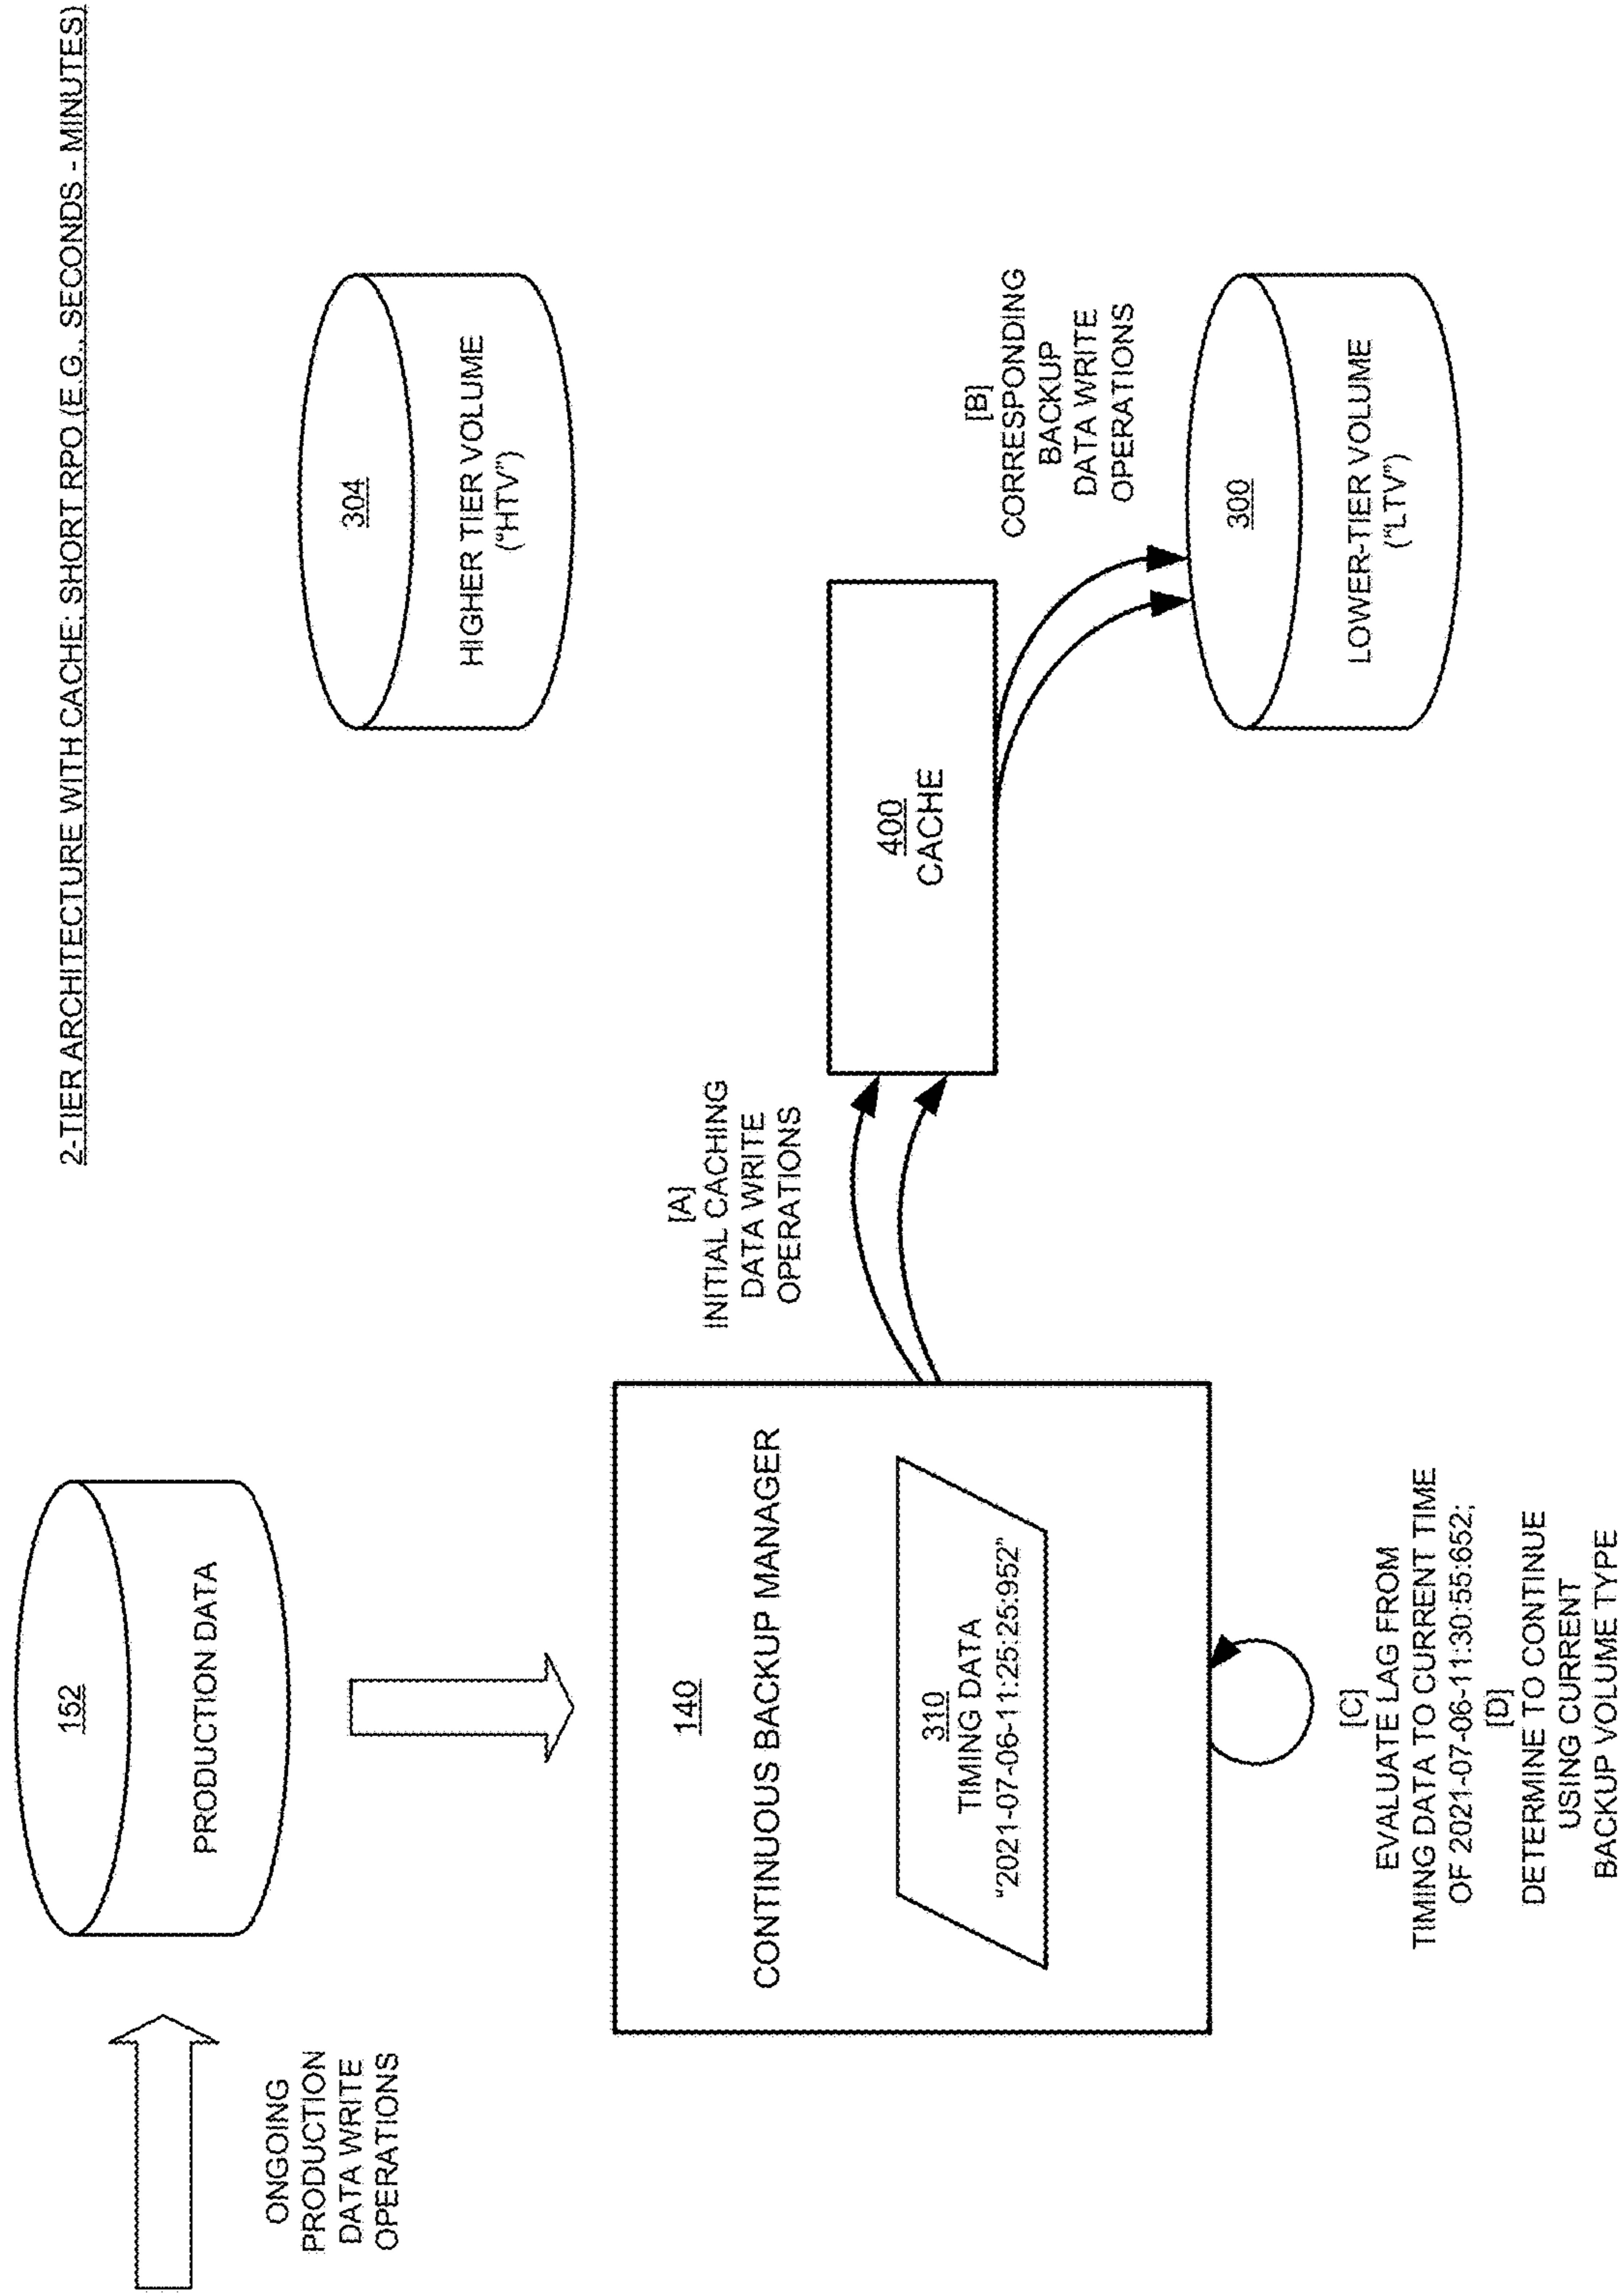 2-TIER ARCHITECTURE WITH CACHE; SHORT RPO (E.G., SECONDS - MINUTES)
ONGOING
PRODUCTION
DATA WRITE
OPERATIONS
152
PRODUCTION DATA
140
CONTINUOUS BACKUP MANAGER
310
TIMING DATA
"2021-07-06-11:25:25:952"
[C]
EVALUATE LAG FROM
TIMING DATA TO CURRENT TIME
OF 2021-07-06-11:30:55:652;
[D]
DETERMINE TO CONTINUE
USING CURRENT
BACKUP VOLUME TYPE
[A]
INITIAL CACHING
DATA WRITE
OPERATIONS
400
CACHE
304
HIGHER TIER VOLUME
("HTV")
[B]
CORRESPONDING
BACKUP
DATA WRITE
OPERATIONS
300
LOWER-TIER VOLUME
("LTV")